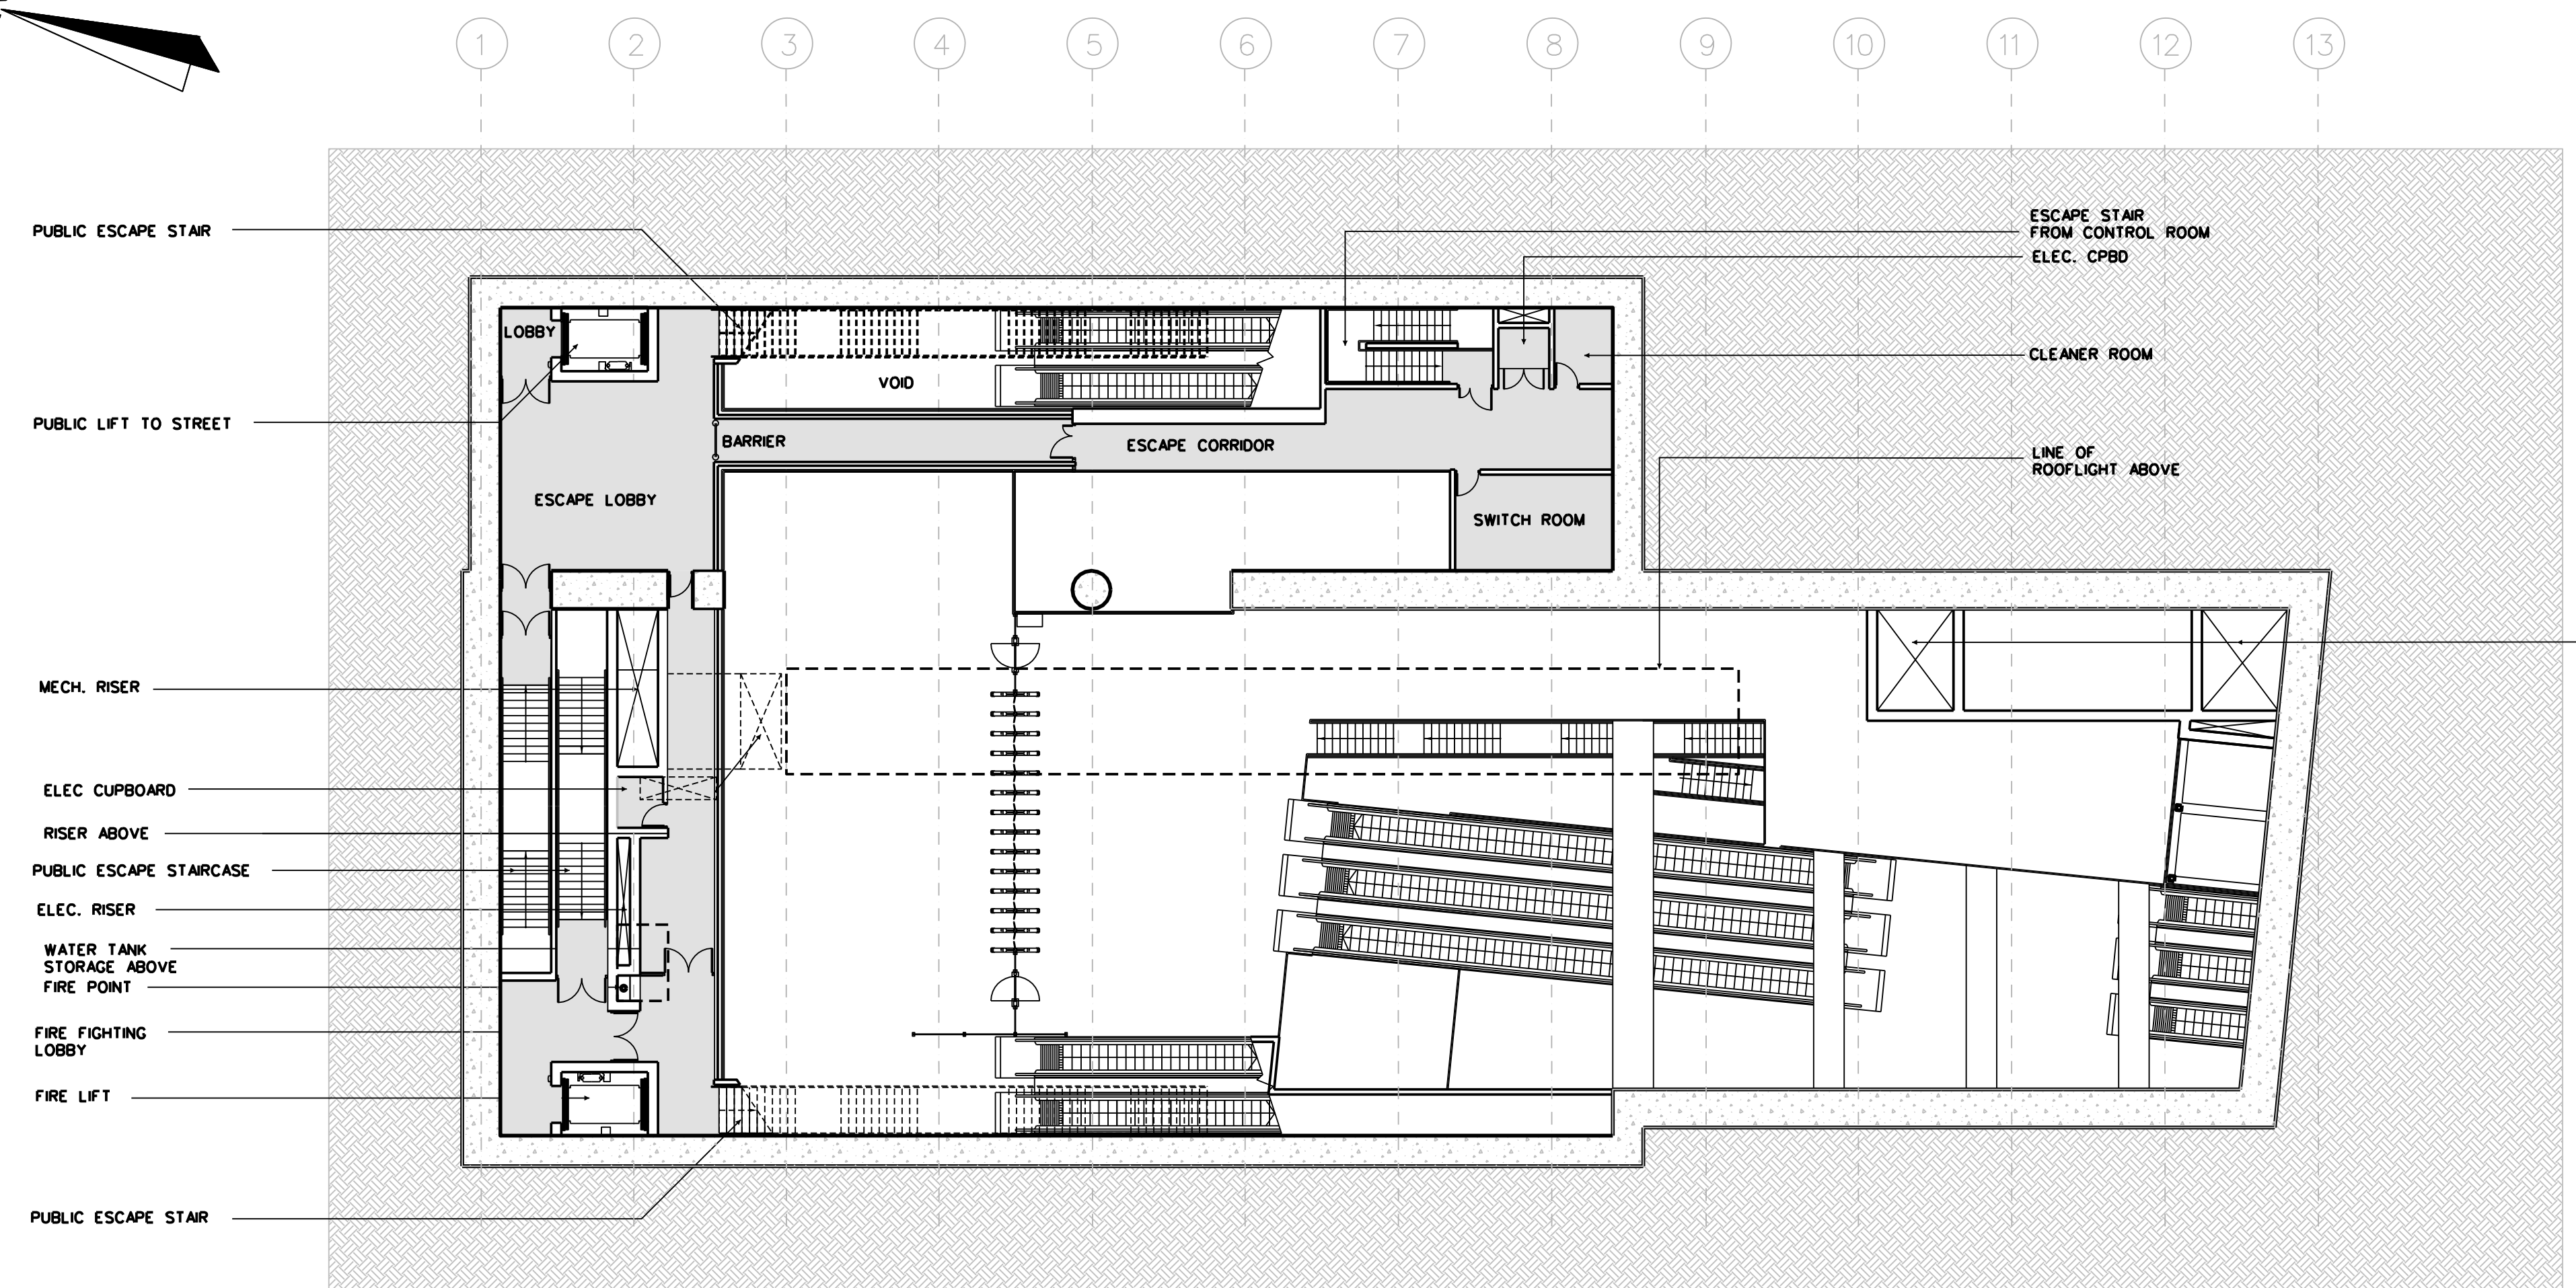 1 2 3 4 5 6 7 8 9 10 11 12 13
PUBLIC ESCAPE STAIR
ESCAPE STAIR
FROM CONTROL ROOM
ELEC. CPBD
LOBBY
CLEANER ROOM
VOID
PUBLIC LIFT TO STREET
BARRIER
ESCAPE CORRIDOR
LINE OF
ROOFLIGHT ABOVE
ESCAPE LOBBY
SWITCH ROOM
MECH. RISER
ELEC CUPBOARD
RISER ABOVE
PUBLIC ESCAPE STAIRCASE
ELEC. RISER
WATER TANK
STORAGE ABOVE
FIRE POINT
FIRE FIGHTING
LOBBY
FIRE LIFT
PUBLIC ESCAPE STAIR